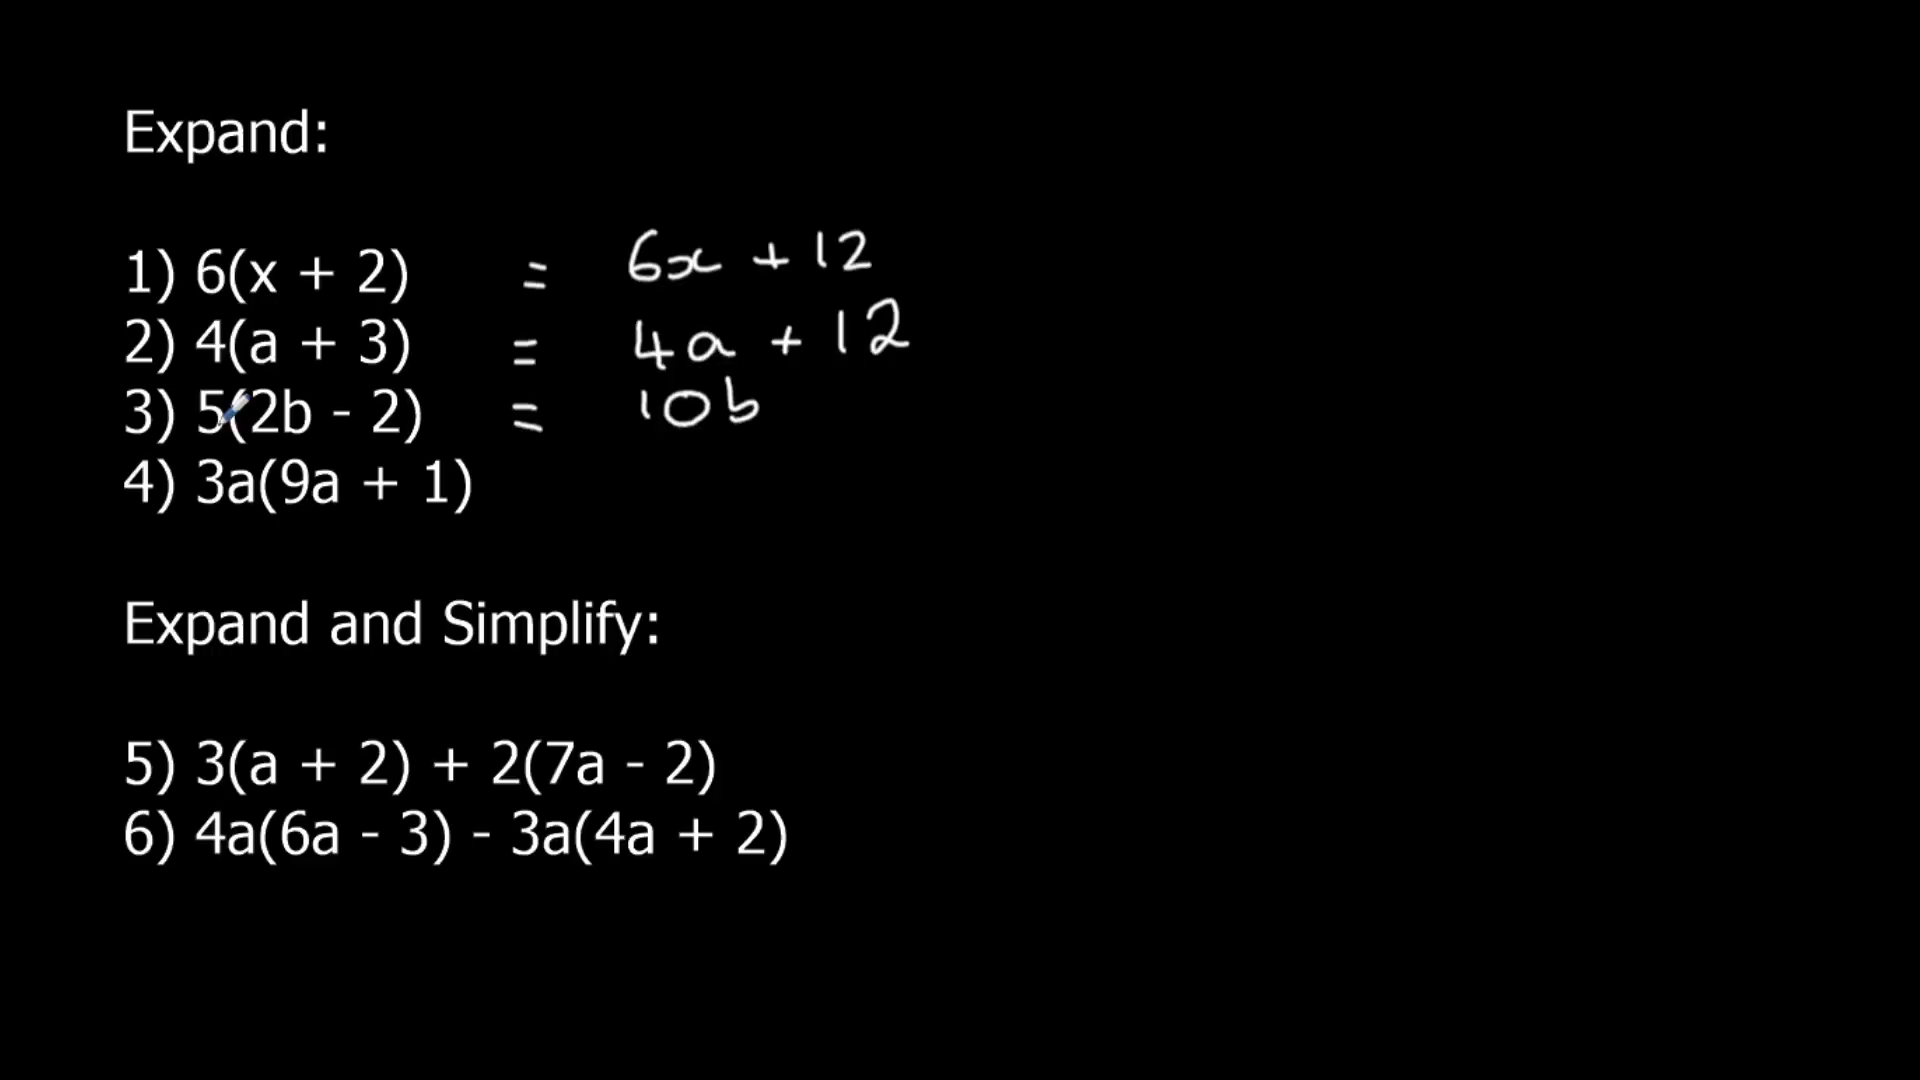 Expand:
1) 6(x + 2) = 6x + 12
2) 4(a + 3) = 4a + 12
3) 5(2b - 2) = 10b
4) 3a(9a + 1)
Expand and Simplify:
5) 3(a + 2) + 2(7a - 2)
6) 4a(6a - 3) - 3a(4a + 2)